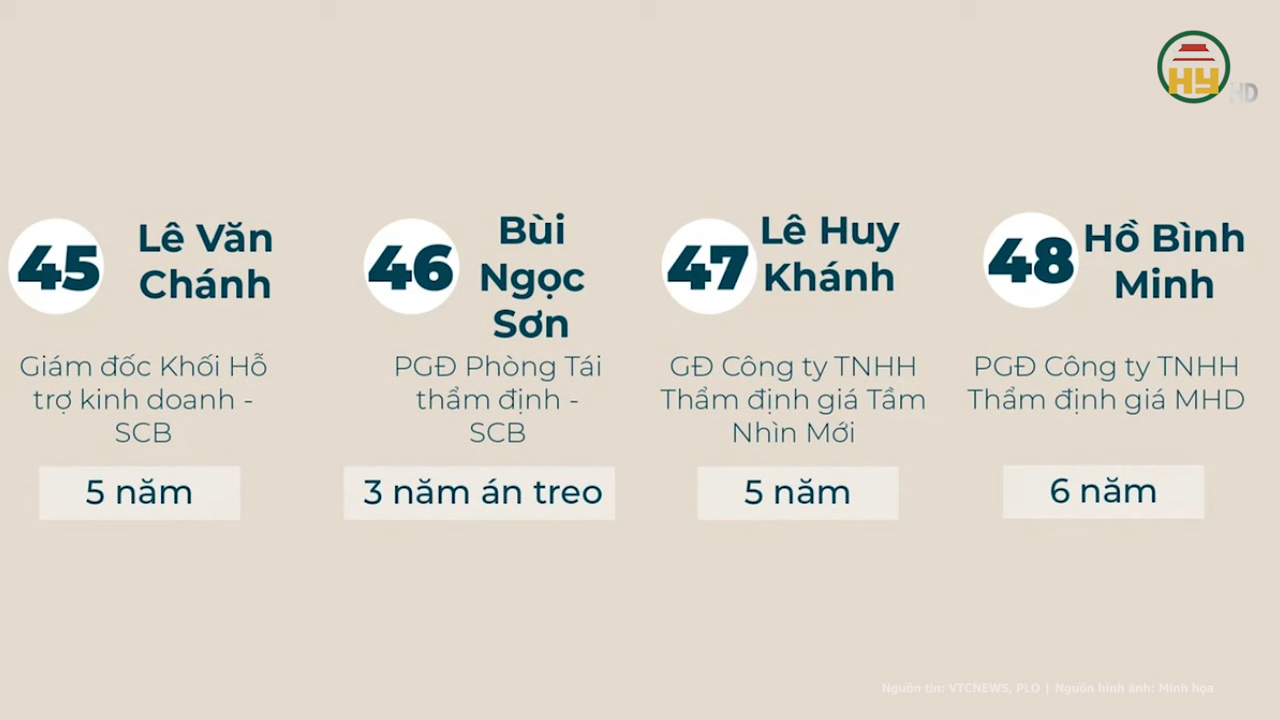 HY
HD
45
Lê Văn
Chánh
Giám đốc Khối Hỗ
trợ kinh doanh -
SCB
5 năm
46
Bùi
Ngọc
Sơn
PGĐ Phòng Tái
thẩm định -
SCB
3 năm án treo
47
Lê Huy
Khánh
GĐ Công ty TNHH
Thẩm định giá Tầm
Nhìn Mới
5 năm
48
Hồ Bình
Minh
PGĐ Công ty TNHH
Thẩm định giá MHD
6 năm
Nguồn tin: VTCNEWS, PLO | Nguồn hình ảnh: Minh họa